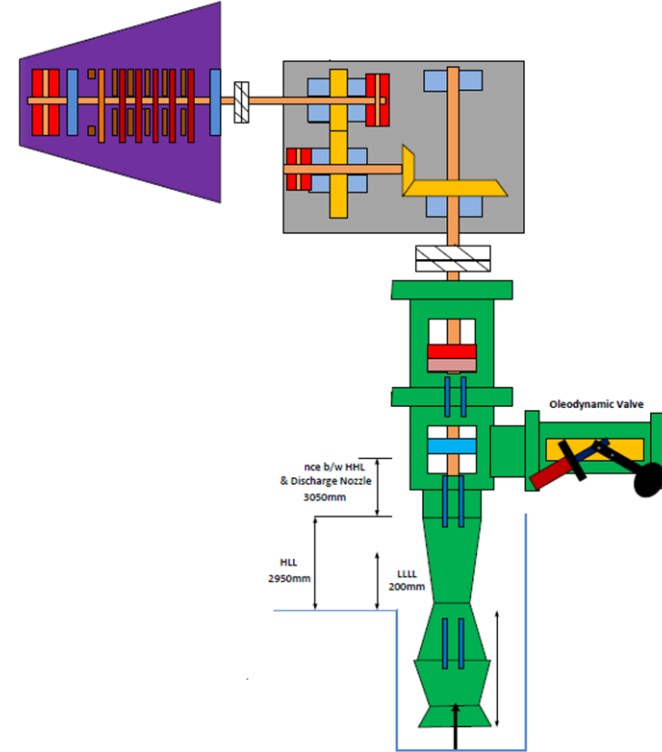 Oleodynamic Valve
nce b/w HHL
& Discharge Nozzle
3050mm
HLL
2950mm
LLLL
200mm